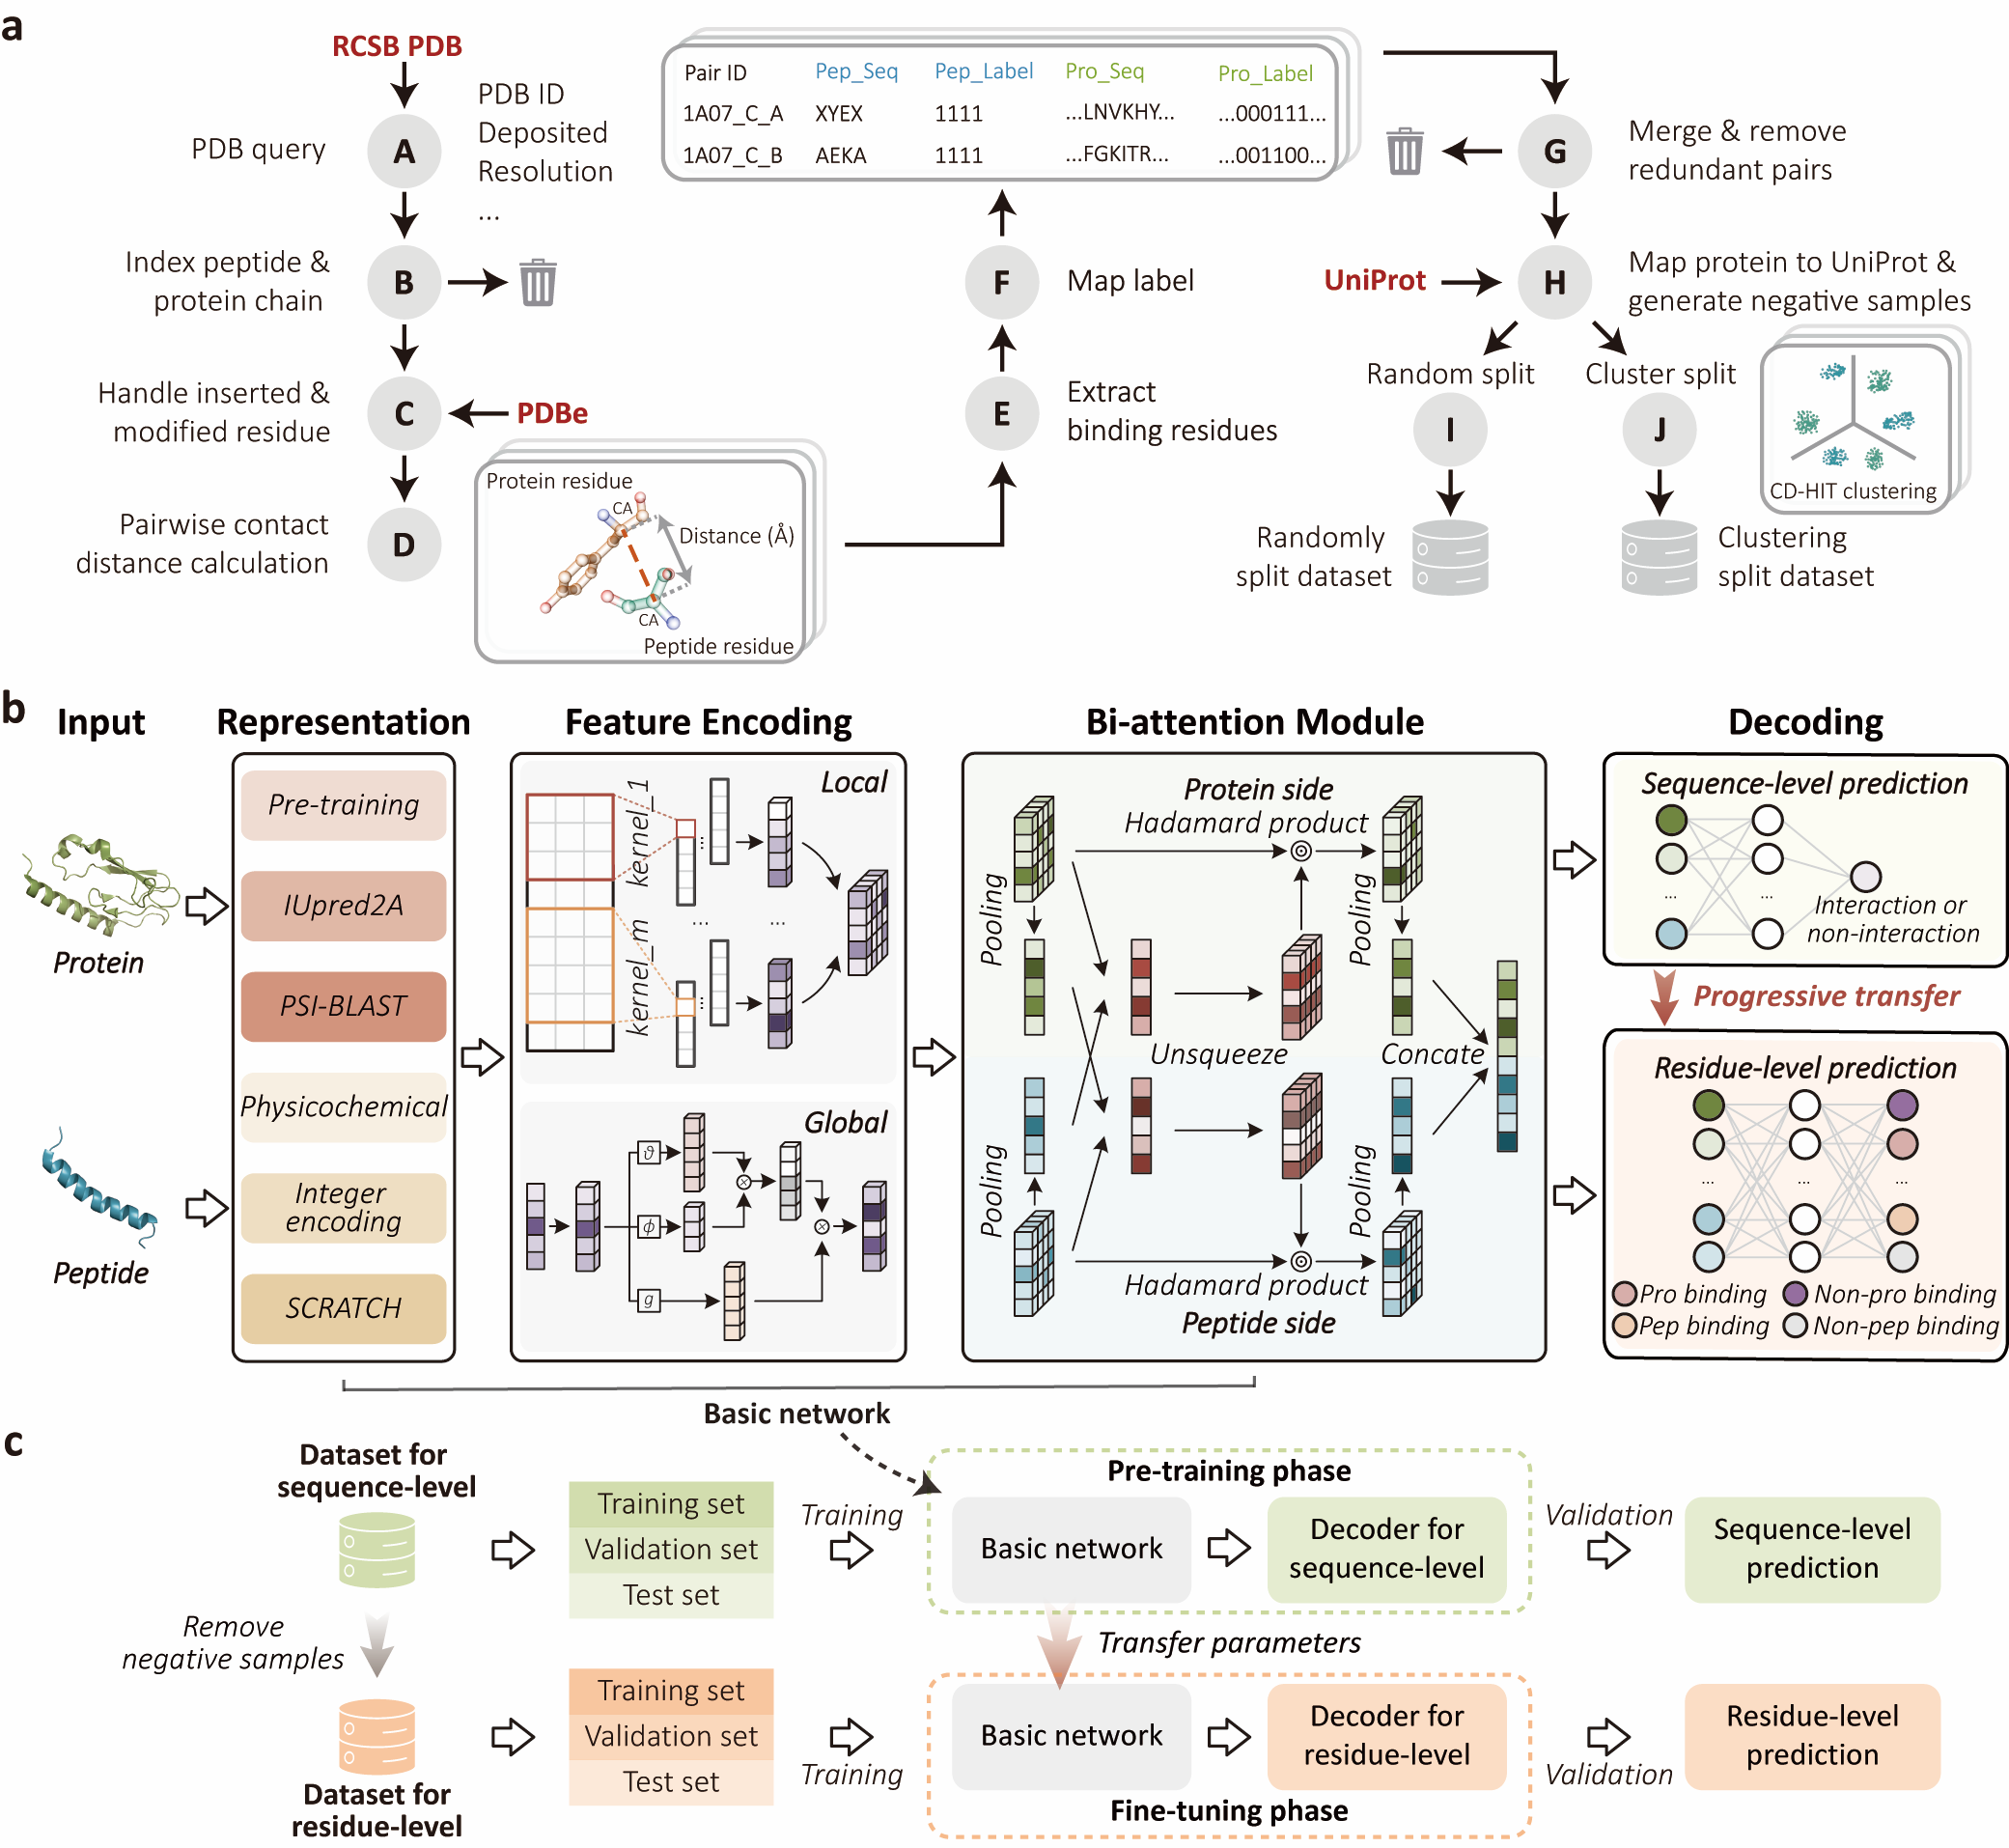 a
RCSB PDB
PDB query
A
PDB ID
Deposited
Resolution
...
Index peptide &
protein chain
B
Handle inserted &
modified residue
C
PDBe
Pairwise contact
distance calculation
D
Protein residue
CA
Distance (Å)
CA
Peptide residue
Pair ID Pep_Seq Pep_Label Pro_Seq Pro_Label
1A07_C_A XYEX 1111 ...LNVKHY... ...000111...
1A07_C_B AEKA 1111 ...FGKITR... ...001100...
F
Map label
E
Extract
binding residues
G
Merge & remove
redundant pairs
UniProt
H
Map protein to UniProt &
generate negative samples
Random split
Cluster split
I
J
CD-HIT clustering
Randomly
split dataset
Clustering
split dataset
b
Input
Representation
Feature Encoding
Bi-attention Module
Decoding
Protein
Peptide
Pre-training
IUpred2A
PSI-BLAST
Physicochemical
Integer
encoding
SCRATCH
Local
kernel_1
...
...
...
kernel_m
...
Global
ϑ
ϕ
g
Protein side
Hadamard product
Pooling
Pooling
Unsqueeze
Concate
Pooling
Pooling
Hadamard product
Peptide side
Sequence-level prediction
...
...
Interaction or
non-interaction
Progressive transfer
Residue-level prediction
...
...
...
Pro binding
Non-pro binding
Pep binding
Non-pep binding
Basic network
c
Dataset for
sequence-level
Remove
negative samples
Dataset for
residue-level
Training set
Validation set
Test set
Training
Pre-training phase
Basic network
Decoder for
sequence-level
Validation
Sequence-level
prediction
Transfer parameters
Training set
Validation set
Test set
Training
Basic network
Decoder for
residue-level
Fine-tuning phase
Validation
Residue-level
prediction